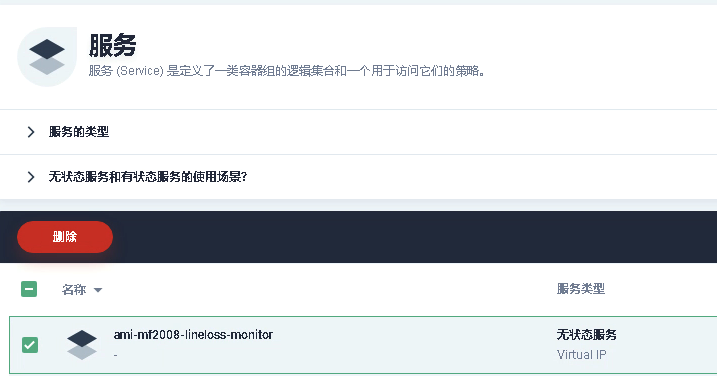 服务
服务 (Service) 是定义了一类容器组的逻辑集合和一个用于访问它们的策略。
服务的类型
无状态服务和有状态服务的使用场景?
删除
名称 服务类型
ami-mf2008-lineloss-monitor 无状态服务
- Virtual IP